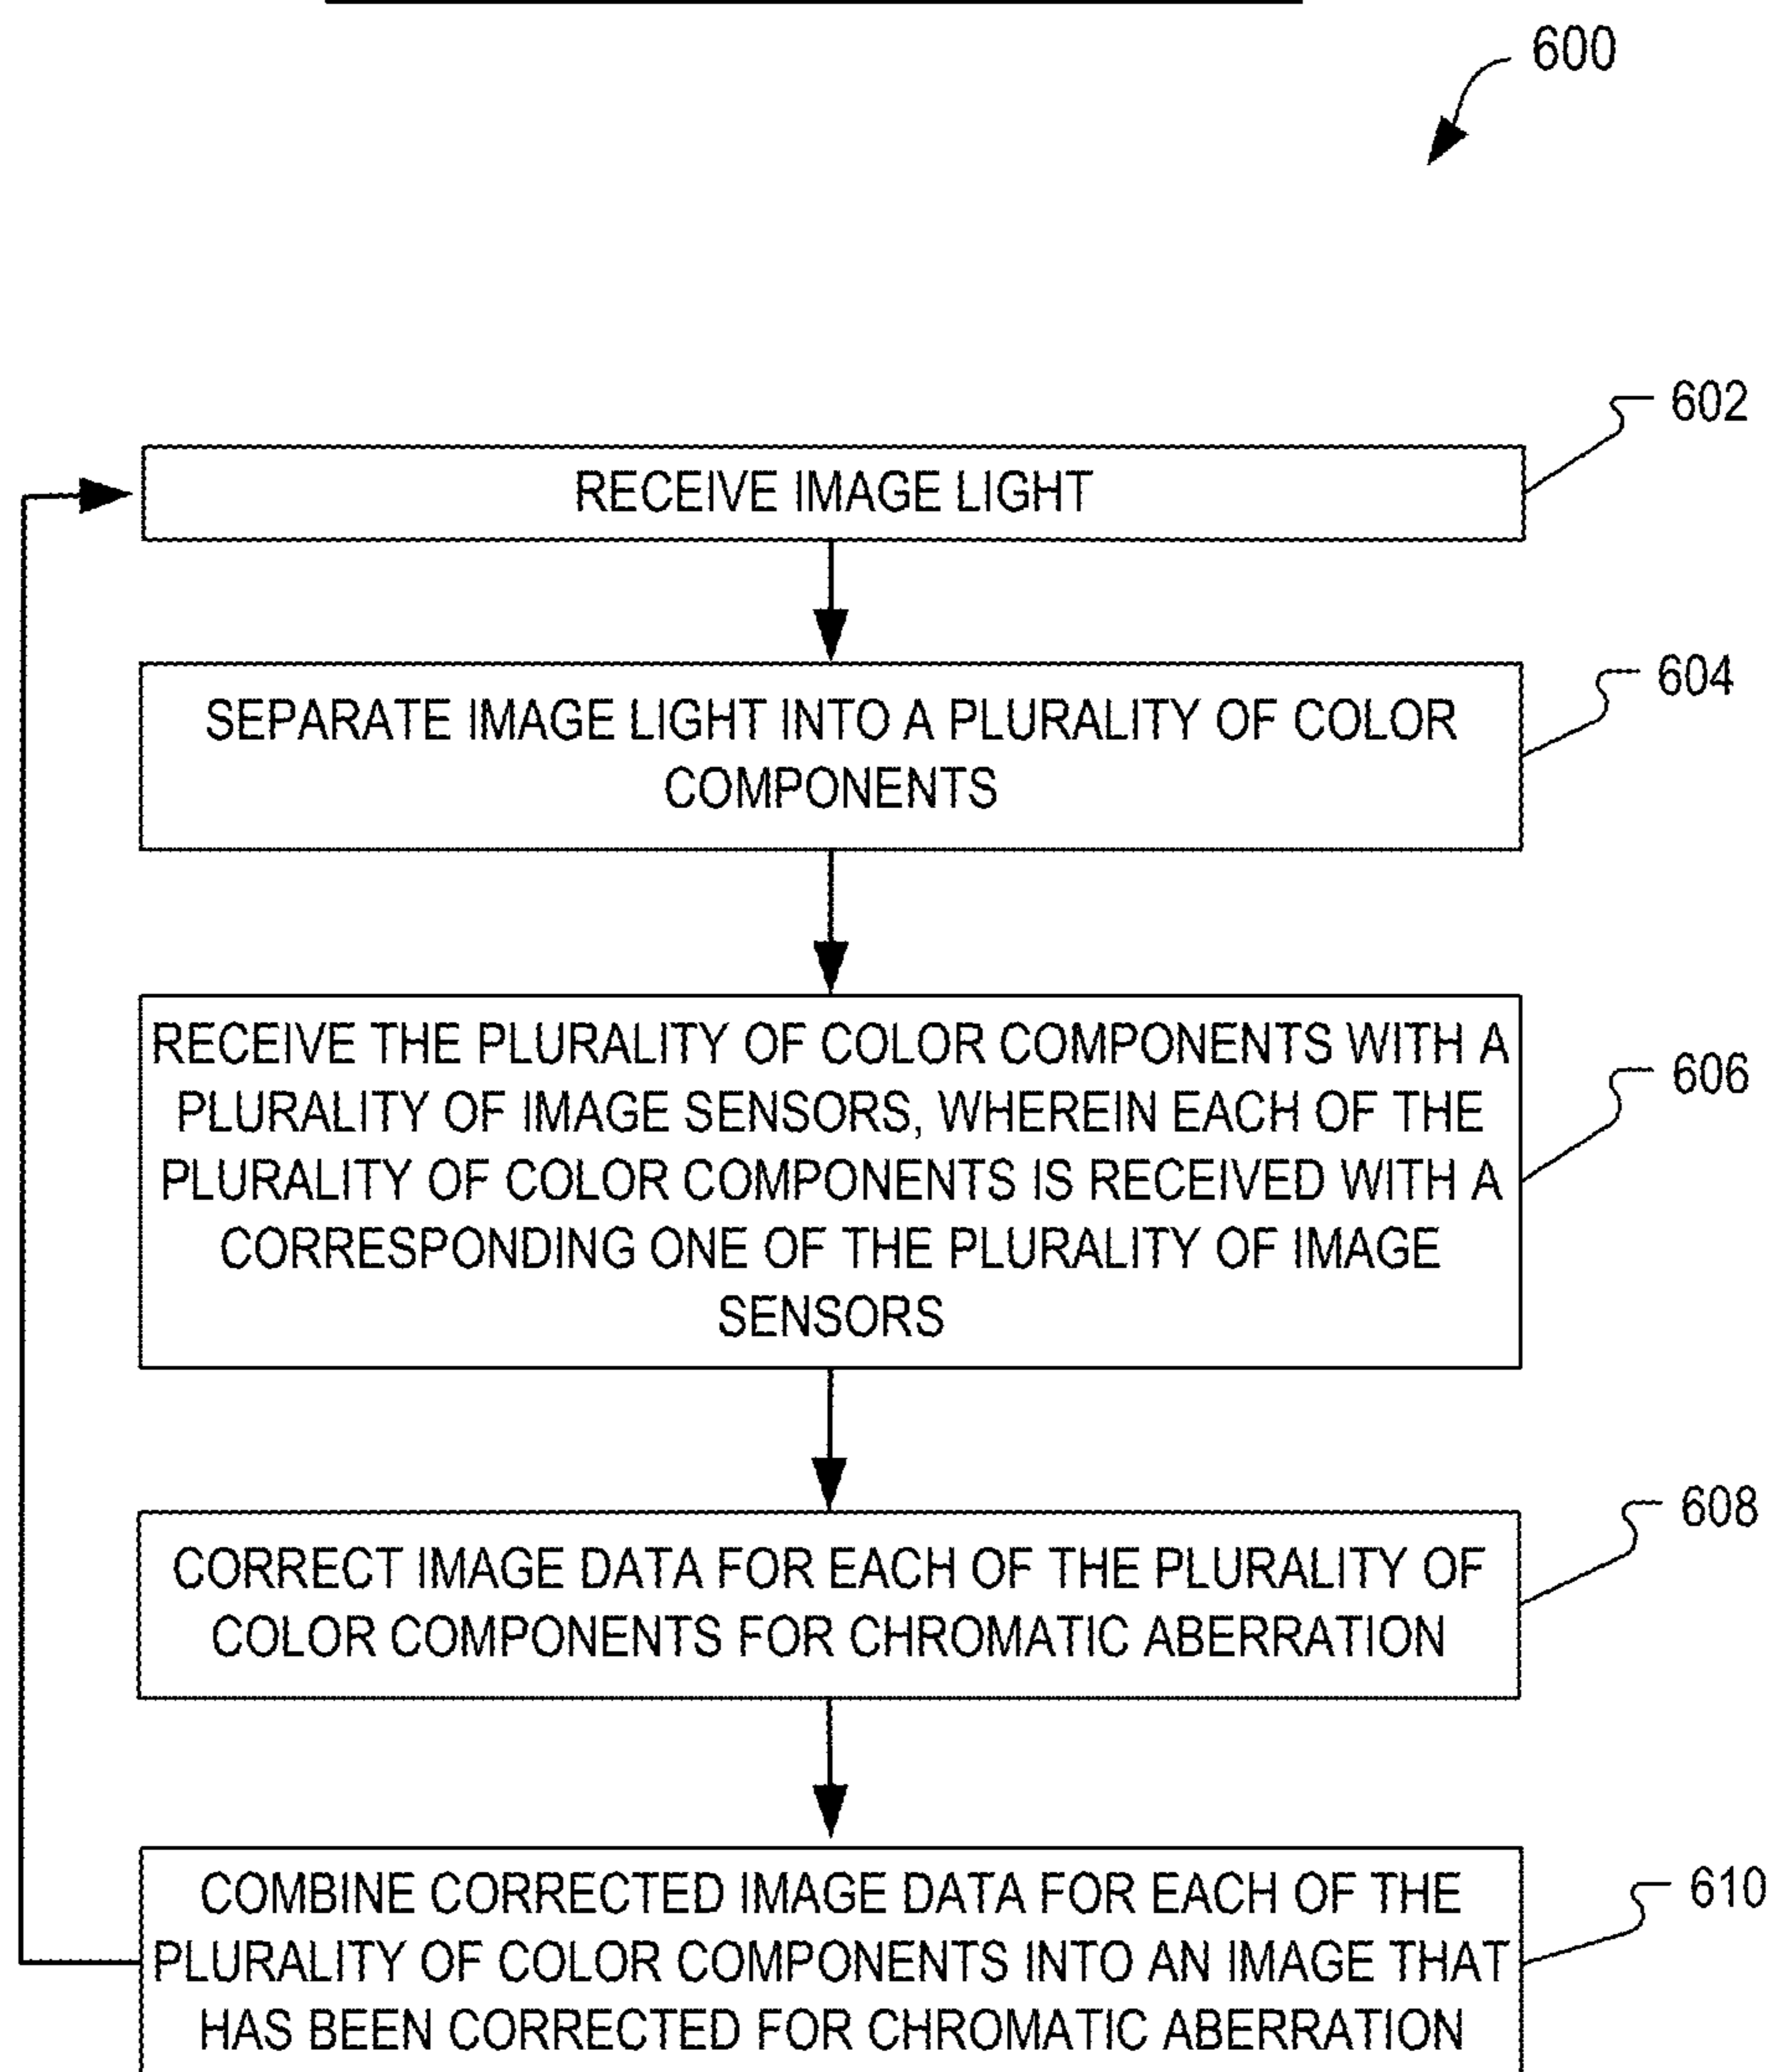 600
602
RECEIVE IMAGE LIGHT
604
SEPARATE IMAGE LIGHT INTO A PLURALITY OF COLOR
COMPONENTS
606
RECEIVE THE PLURALITY OF COLOR COMPONENTS WITH A
PLURALITY OF IMAGE SENSORS, WHEREIN EACH OF THE
PLURALITY OF COLOR COMPONENTS IS RECEIVED WITH A
CORRESPONDING ONE OF THE PLURALITY OF IMAGE
SENSORS
608
CORRECT IMAGE DATA FOR EACH OF THE PLURALITY OF
COLOR COMPONENTS FOR CHROMATIC ABERRATION
610
COMBINE CORRECTED IMAGE DATA FOR EACH OF THE
PLURALITY OF COLOR COMPONENTS INTO AN IMAGE THAT
HAS BEEN CORRECTED FOR CHROMATIC ABERRATION